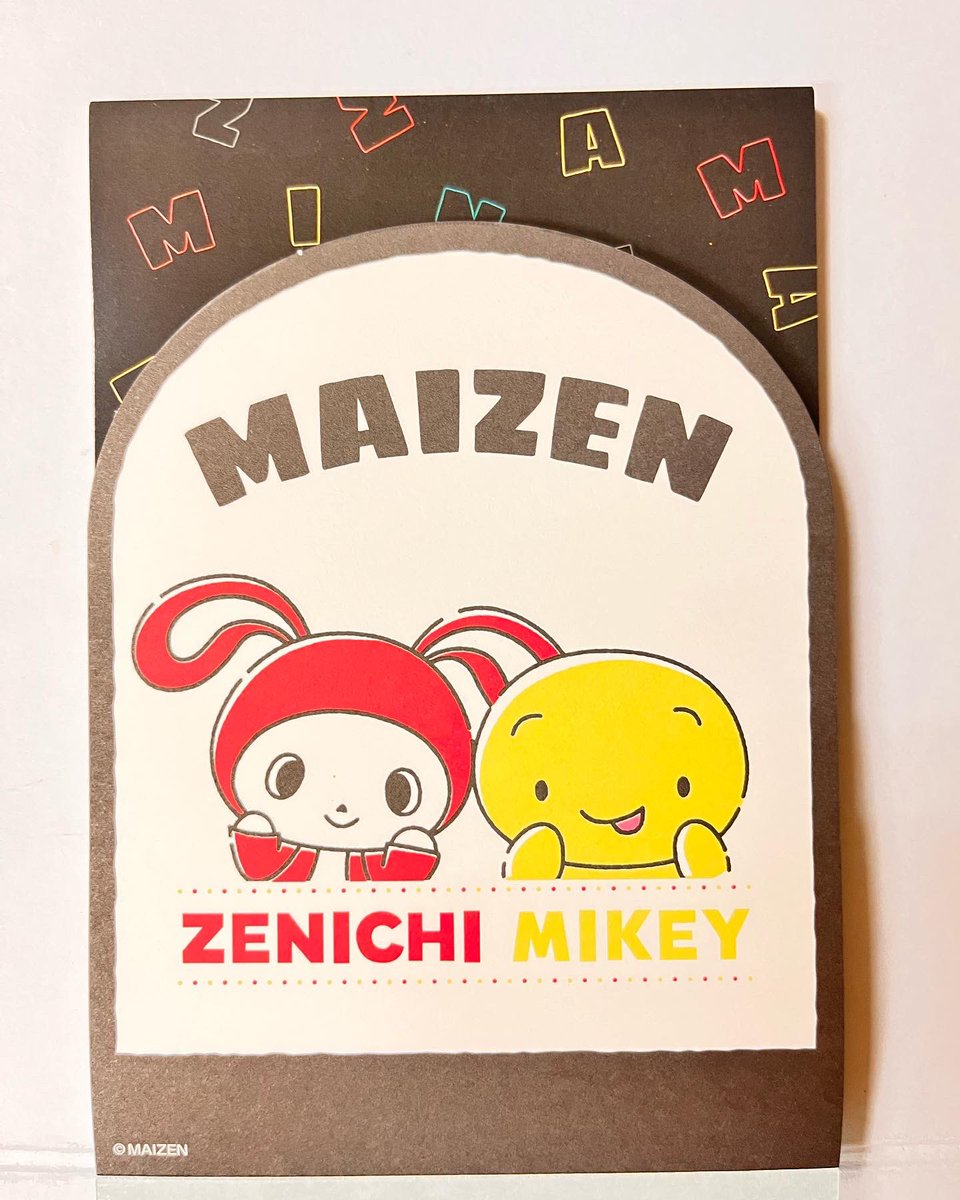 Z Z A
M I N M
A
MAIZEN
ZENICHI MIKEY
©MAIZEN